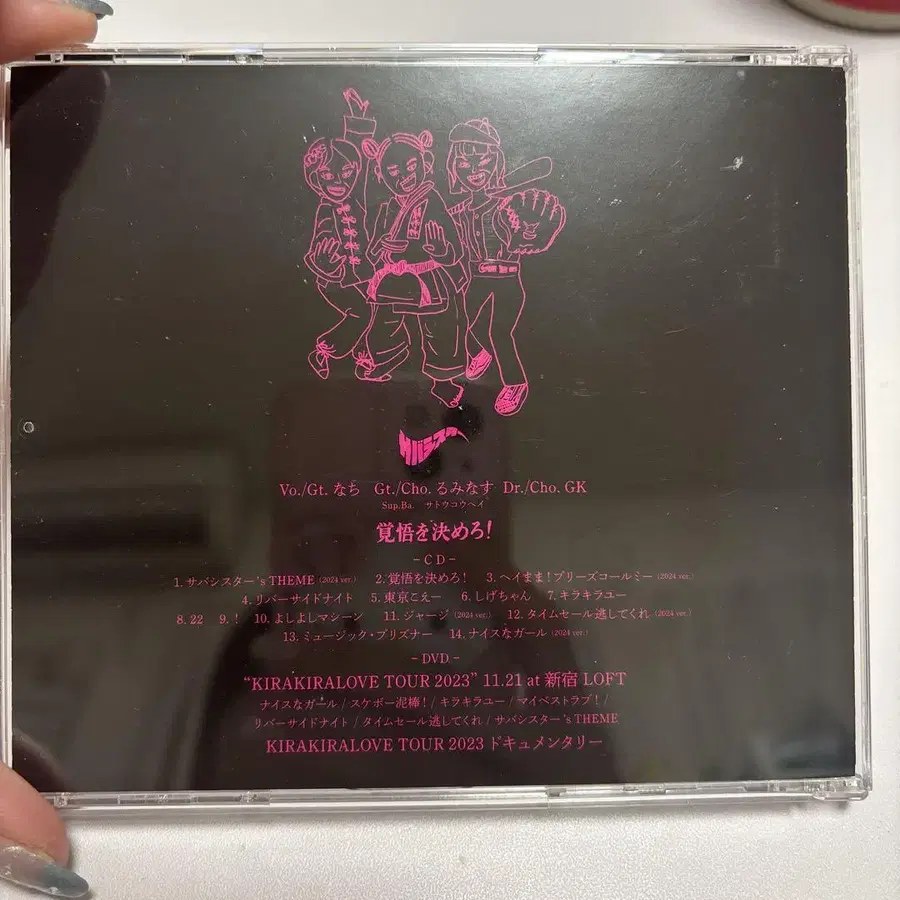 サバシスター
Vo./Gt. なち Gt./Cho. るみなす Dr./Cho. GK
Sup.Ba. サトウコウヘイ
覚悟を決めろ!
– CD –
1. サバシスター's THEME (2024 ver.) 2. 覚悟を決めろ! 3. ヘイまま!プリーズコールミー (2024 ver.)
4. リバーサイドナイト 5. 東京こえー 6. しげちゃん 7. キラキラユー
8. 22 9. ! 10. よしよしマシーン 11. ジャージ (2024 ver.) 12. タイムセール逃してくれ (2024 ver.)
13. ミュージック・プリズナー 14. ナイスなガール (2024 ver.)
– DVD –
“KIRAKIRALOVE TOUR 2023” 11.21 at 新宿 LOFT
ナイスなガール / スケボー泥棒! / キラキラユー / マイベストラブ! /
リバーサイドナイト / タイムセール逃してくれ / サバシスター's THEME
KIRAKIRALOVE TOUR 2023 ドキュメンタリー